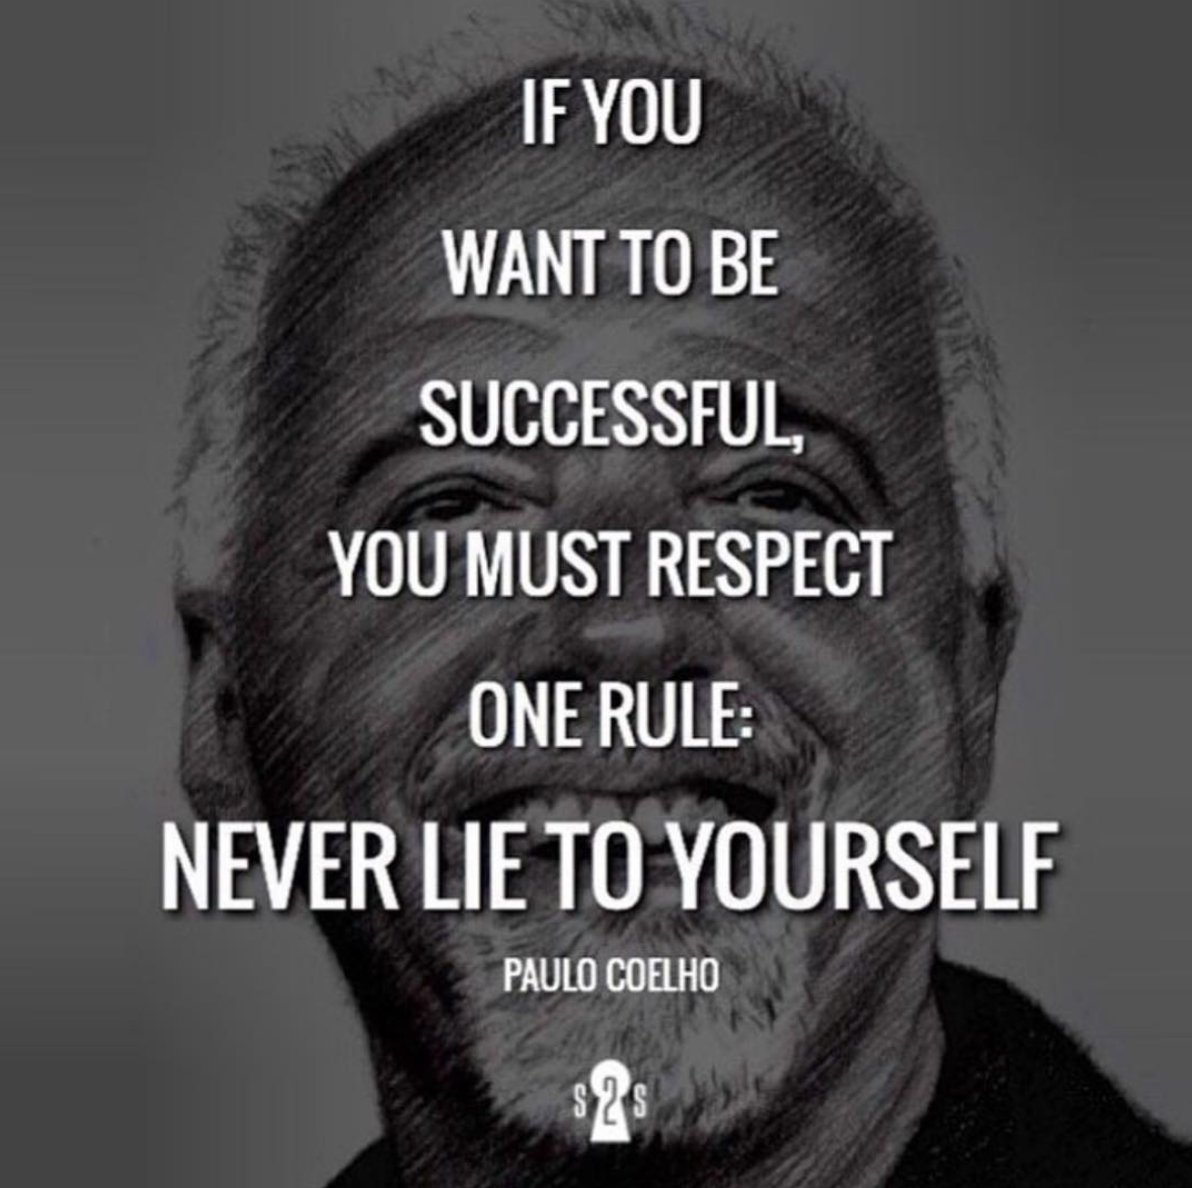 IF YOU
WANT TO BE
SUCCESSFUL,
YOU MUST RESPECT
ONE RULE:
NEVER LIE TO YOURSELF
PAULO COELHO
S2S